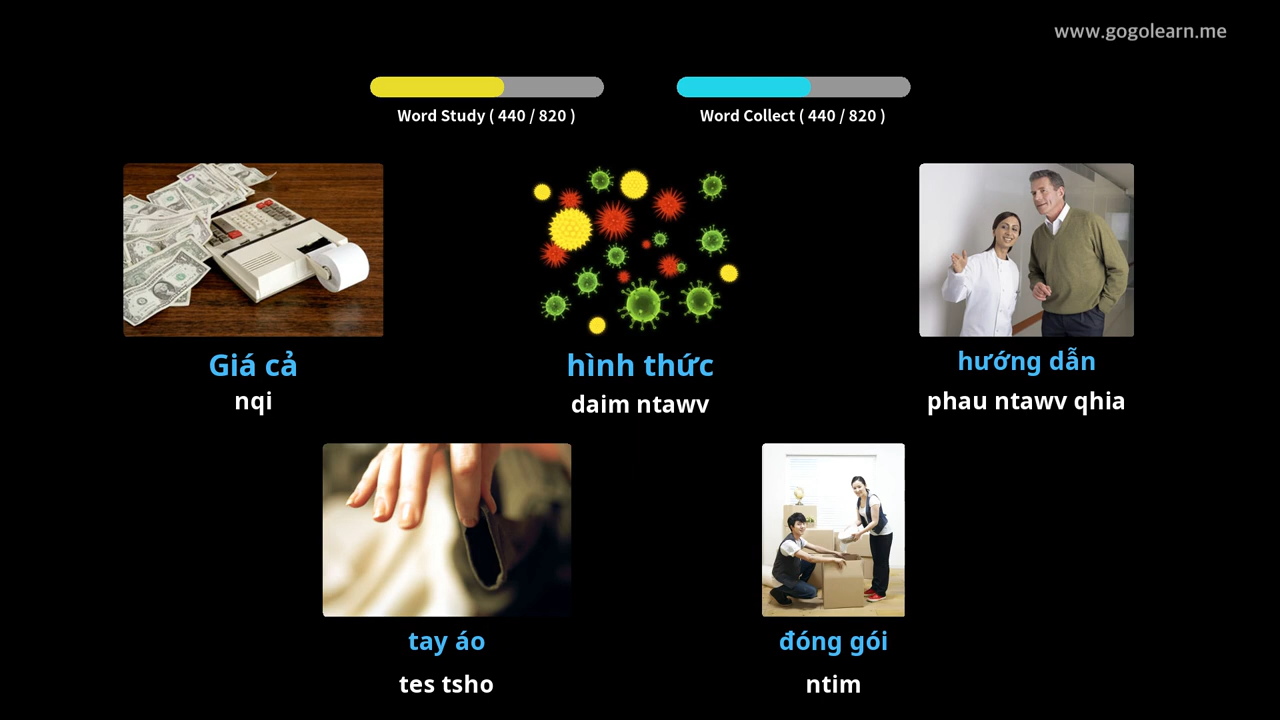 www.gogolearn.me
Word Study ( 440 / 820 )
Word Collect ( 440 / 820 )
Giá cả
nqi
hình thức
daim ntawv
hướng dẫn
phau ntawv qhia
tay áo
tes tsho
đóng gói
ntim